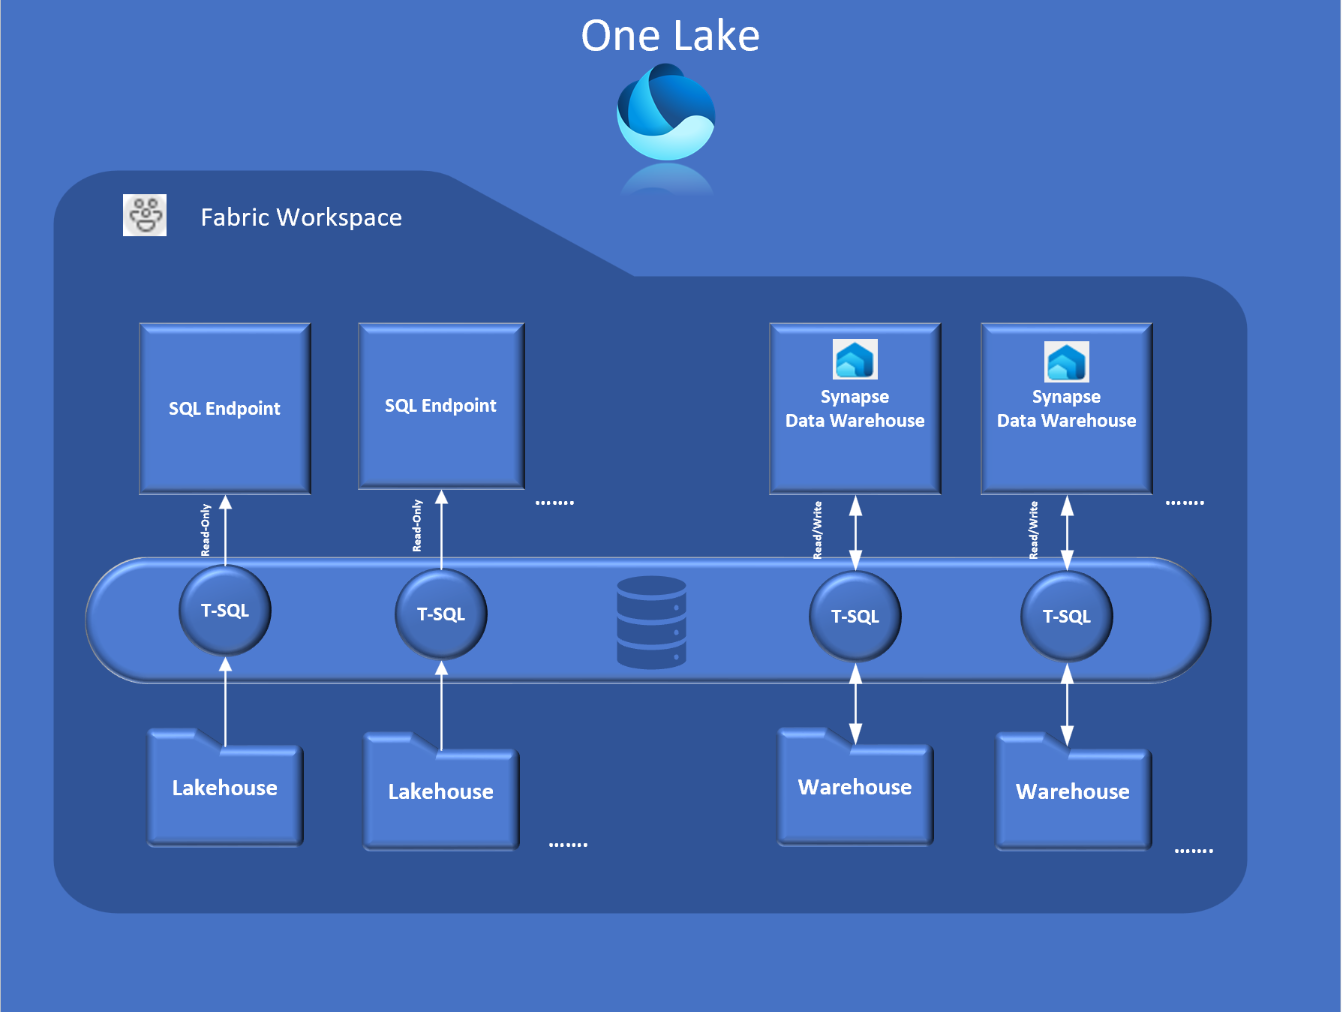 One Lake
Fabric Workspace
SQL Endpoint
SQL Endpoint
Synapse
Data Warehouse
Synapse
Data Warehouse
.......
.......
Read-Only
Read-Only
Read/Write
Read/Write
T-SQL
T-SQL
T-SQL
T-SQL
Lakehouse
Lakehouse
Warehouse
Warehouse
.......
.......